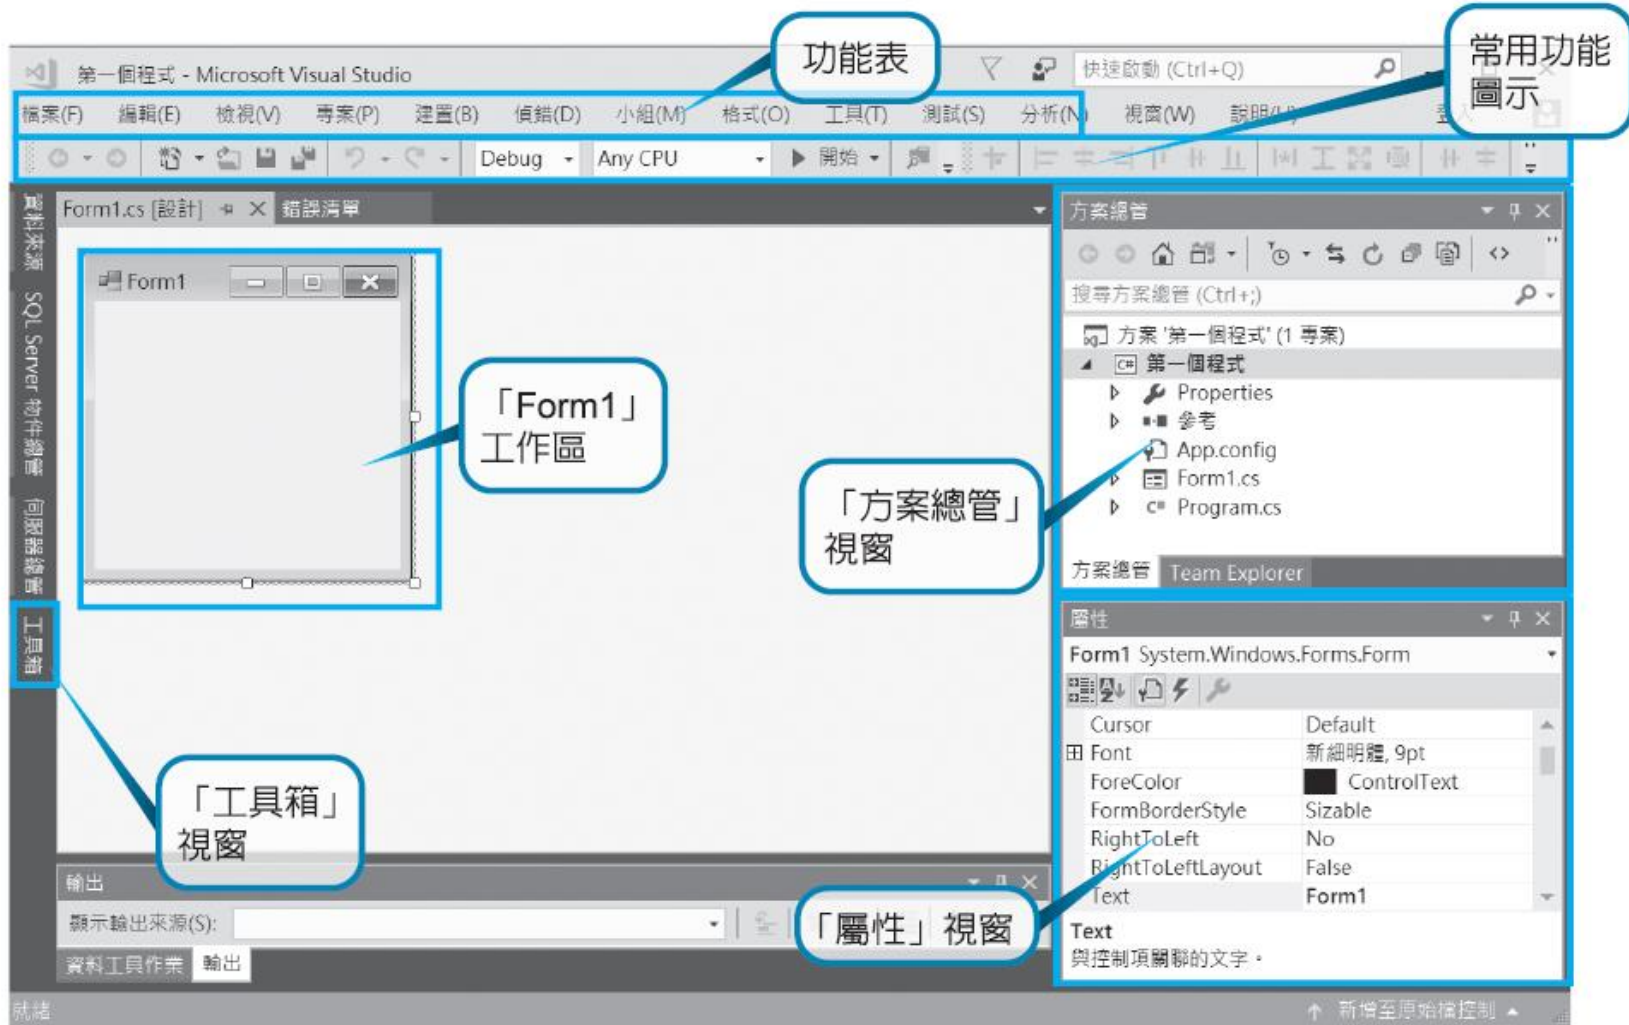 功能表
常用功能
圖示
第一個程式 - Microsoft Visual Studio
快速啟動 (Ctrl+Q)
檔案(F) 編輯(E) 檢視(V) 專案(P) 建置(B) 偵錯(D) 小組(M) 格式(O) 工具(T) 測試(S) 分析(N) 視窗(W) 說明(H)
Debug Any CPU 開始
資料來源
SQL Server 物件總管
伺服器總管
工具箱
Form1.cs [設計] 錯誤清單
Form1
「Form1」
工作區
「工具箱」
視窗
輸出
顯示輸出來源(S):
資料工具作業 輸出
方案總管
搜尋方案總管 (Ctrl+;)
方案 '第一個程式' (1 專案)
C# 第一個程式
Properties
參考
App.config
Form1.cs
C# Program.cs
「方案總管」
視窗
方案總管 Team Explorer
屬性
Form1 System.Windows.Forms.Form
Cursor Default
Font 新細明體, 9pt
ForeColor ControlText
FormBorderStyle Sizable
RightToLeft No
RightToLeftLayout False
Text Form1
「屬性」視窗
Text
與控制項關聯的文字。
就緒
新增至原始檔控制